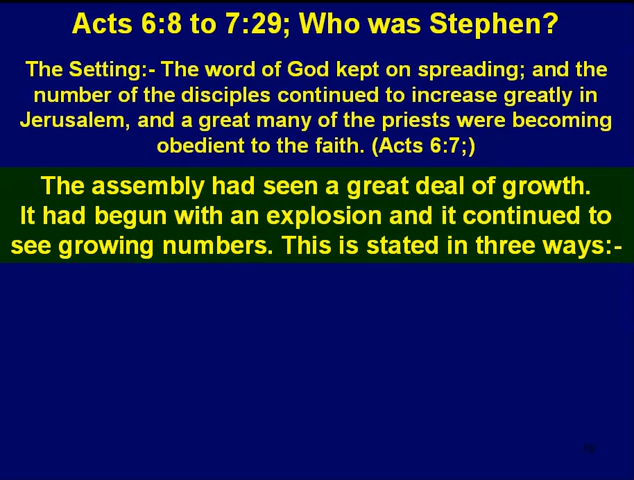 Acts 6:8 to 7:29; Who was Stephen?
The Setting:- The word of God kept on spreading; and the
number of the disciples continued to increase greatly in
Jerusalem, and a great many of the priests were becoming
obedient to the faith. (Acts 6:7;)
The assembly had seen a great deal of growth.
It had begun with an explosion and it continued to
see growing numbers. This is stated in three ways:-